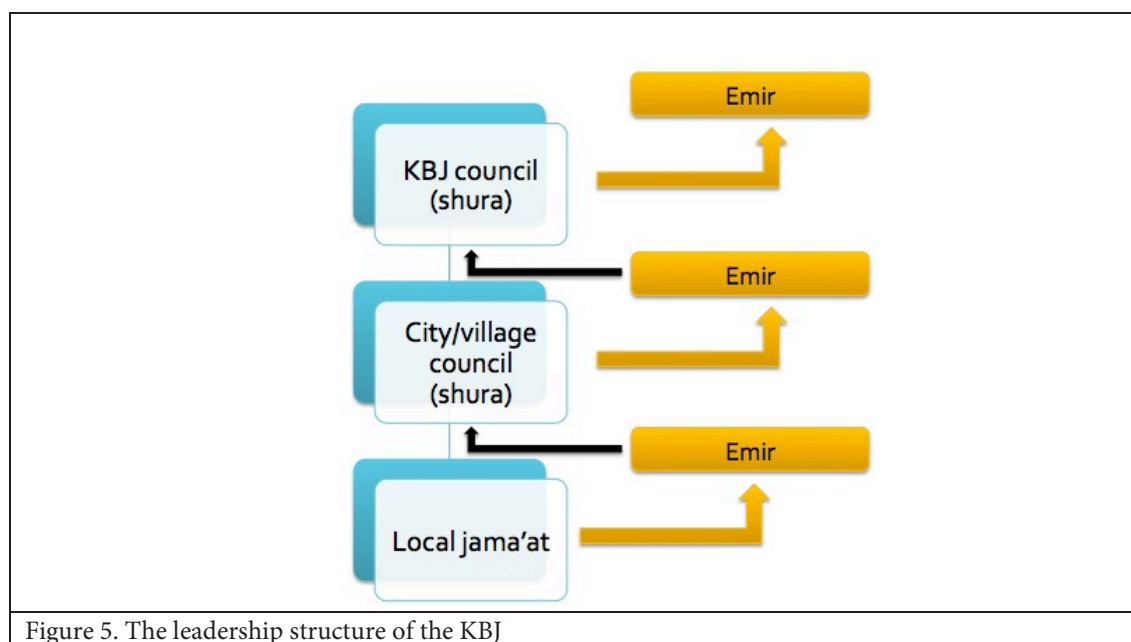 Emir
KBJ council
(shura)
Emir
City/village
council
(shura)
Emir
Local jama’at
Figure 5. The leadership structure of the KBJ